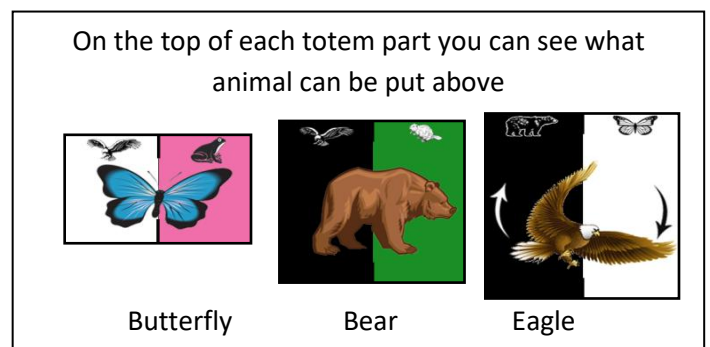 On the top of each totem part you can see what
animal can be put above
Butterfly Bear Eagle